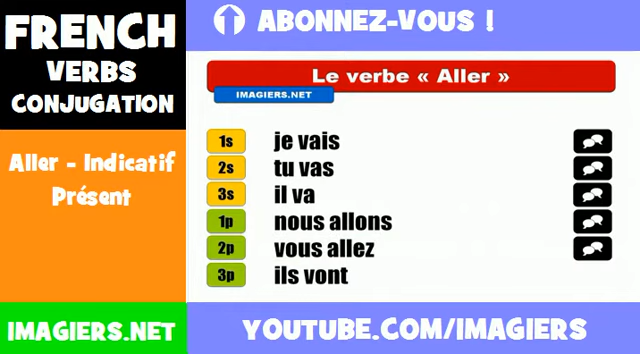 FRENCH
VERBS
CONJUGATION
Aller - Indicatif
Présent
IMAGIERS.NET
ABONNEZ-VOUS !
Le verbe « Aller »
IMAGIERS.NET
1s je vais
2s tu vas
3s il va
1p nous allons
2p vous allez
3p ils vont
YOUTUBE.COM/IMAGIERS